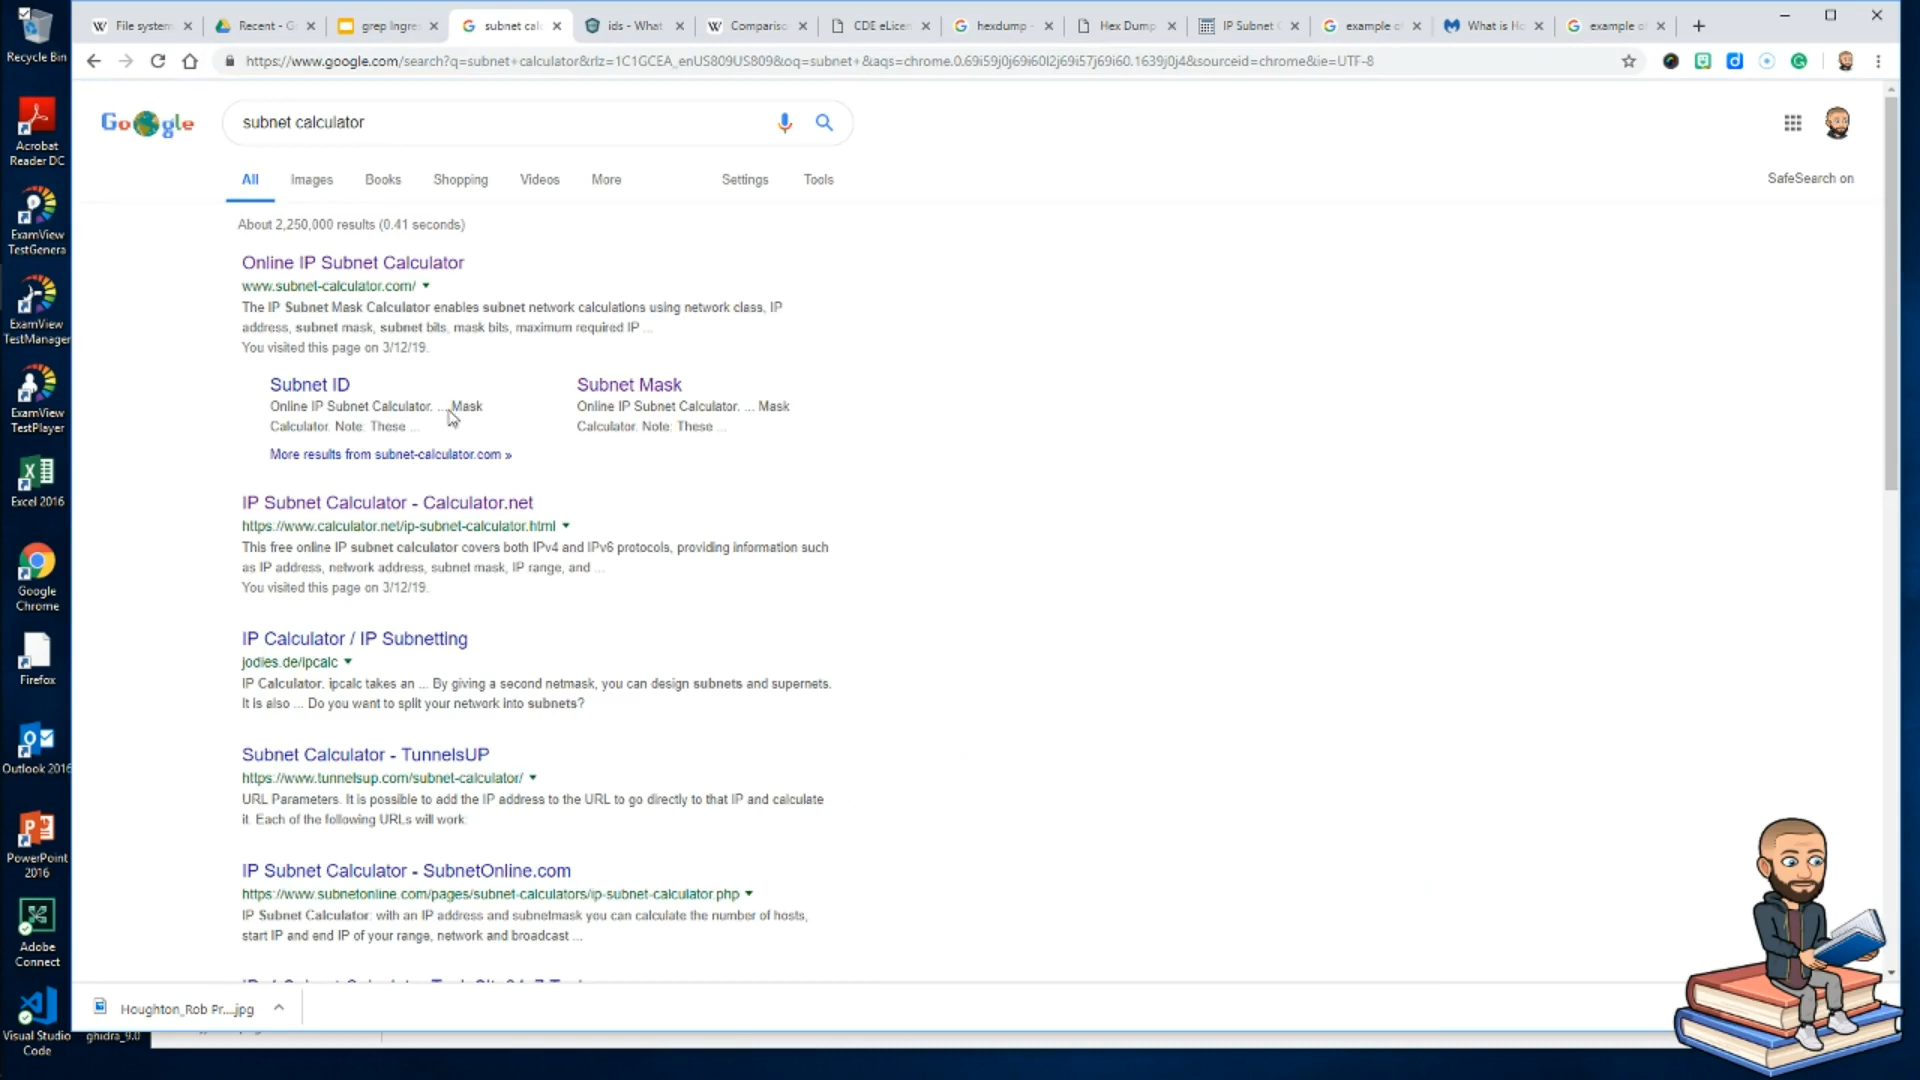 File system
Recent - G
grep Ingre
subnet cal
ids - What
Comparisc
CDE eLicen
hexdump -
Hex Dump
IP Subnet C
example o
What is Ho
example o
https://www.google.com/search?q=subnet+calculator&rlz=1C1GCEA_enUS809US809&oq=subnet+&aqs=chrome.0.69i59j0j69i60l2j69i57j69i60.1639j0j4&sourceid=chrome&ie=UTF-8
Google
subnet calculator
All Images Books Shopping Videos More Settings Tools
SafeSearch on
About 2,250,000 results (0.41 seconds)
Online IP Subnet Calculator
www.subnet-calculator.com/
The IP Subnet Mask Calculator enables subnet network calculations using network class, IP
address, subnet mask, subnet bits, mask bits, maximum required IP ...
You visited this page on 3/12/19.
Subnet ID
Online IP Subnet Calculator. ... Mask
Calculator. Note: These ...
Subnet Mask
Online IP Subnet Calculator. ... Mask
Calculator. Note: These ...
More results from subnet-calculator.com »
IP Subnet Calculator - Calculator.net
https://www.calculator.net/ip-subnet-calculator.html
This free online IP subnet calculator covers both IPv4 and IPv6 protocols, providing information such
as IP address, network address, subnet mask, IP range, and ...
You visited this page on 3/12/19.
IP Calculator / IP Subnetting
jodies.de/ipcalc
IP Calculator. ipcalc takes an ... By giving a second netmask, you can design subnets and supernets.
It is also ... Do you want to split your network into subnets?
Subnet Calculator - TunnelsUP
https://www.tunnelsup.com/subnet-calculator/
URL Parameters. It is possible to add the IP address to the URL to go directly to that IP and calculate
it. Each of the following URLs will work:
IP Subnet Calculator - SubnetOnline.com
https://www.subnetonline.com/pages/subnet-calculators/ip-subnet-calculator.php
IP Subnet Calculator: with an IP address and subnetmask you can calculate the number of hosts,
start IP and end IP of your range, network and broadcast ...
Houghton_Rob Pr....jpg
Recycle Bin
Acrobat
Reader DC
ExamView
TestGenera
ExamView
TestManager
ExamView
TestPlayer
Excel 2016
Google
Chrome
Firefox
Outlook 2016
PowerPoint
2016
Adobe
Connect
Visual Studio
Code
ghidra_9.0